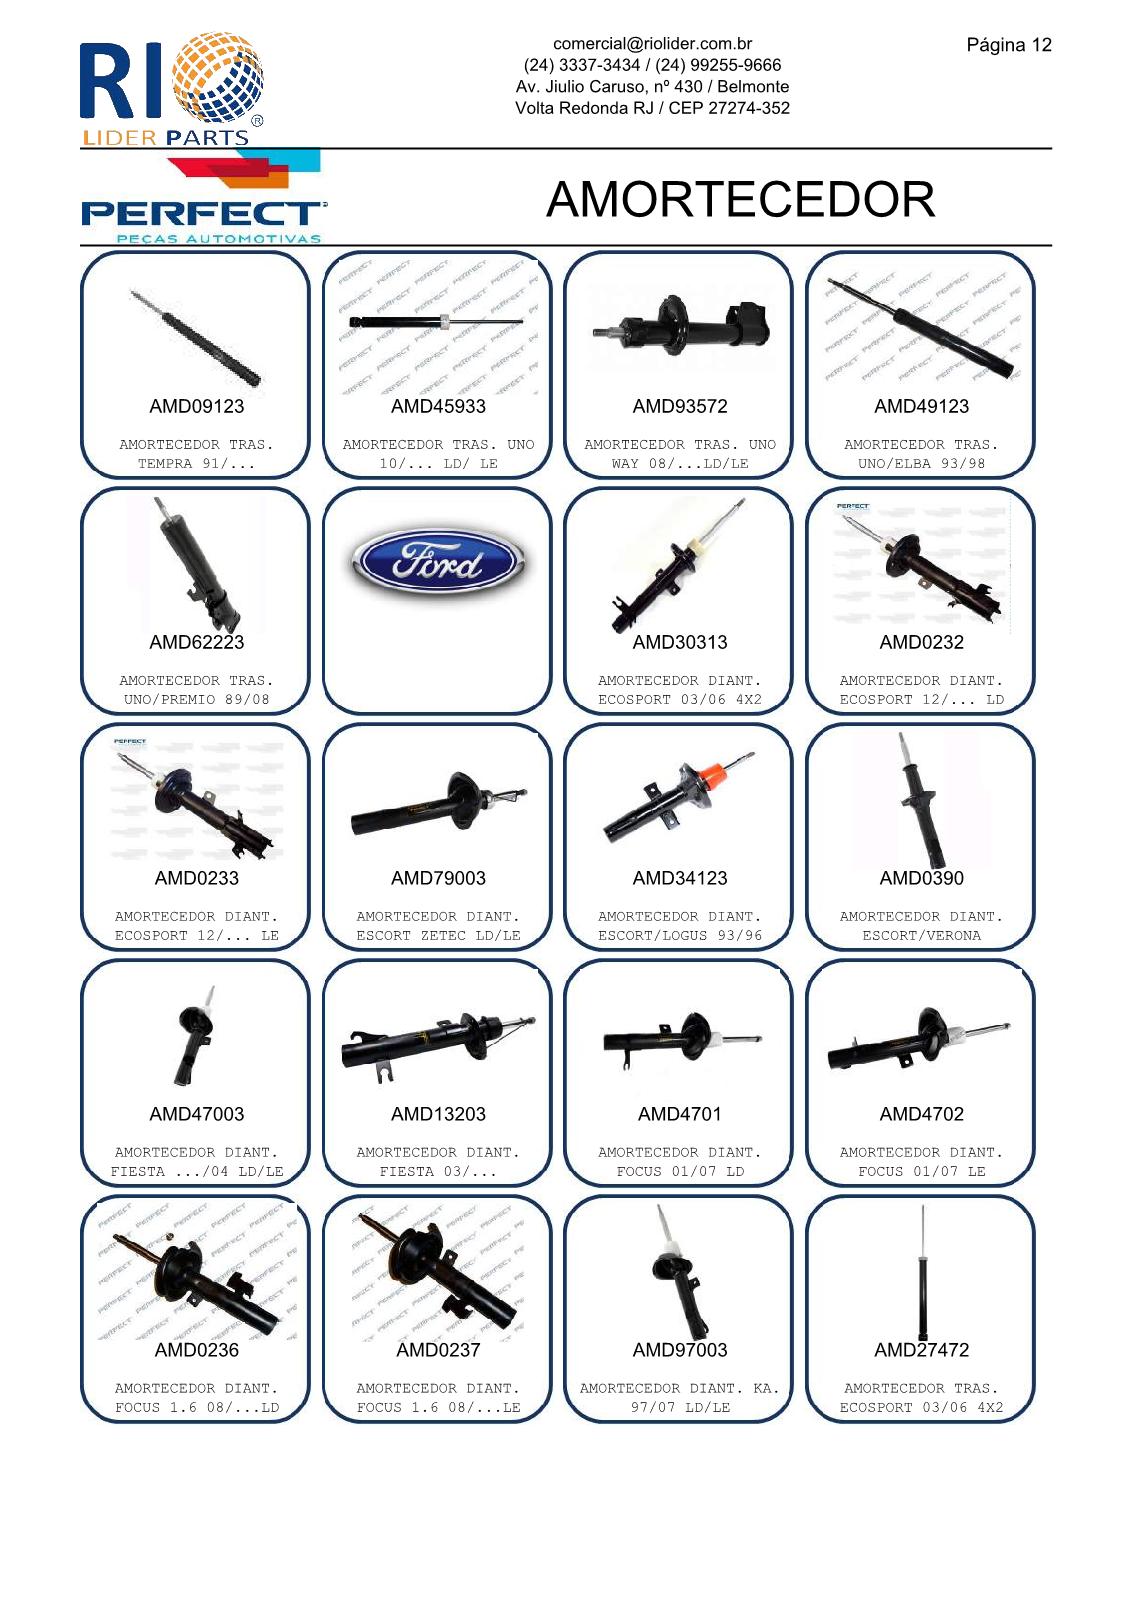 RIO
LIDER PARTS
®
comercial@riolider.com.br
(24) 3337-3434 / (24) 99255-9666
Av. Jiulio Caruso, nº 430 / Belmonte
Volta Redonda RJ / CEP 27274-352
Página 12
PERFECT
PEÇAS AUTOMOTIVAS
AMORTECEDOR
AMD09123
AMORTECEDOR TRAS.
TEMPRA 91/...
AMD45933
AMORTECEDOR TRAS. UNO
10/... LD/ LE
AMD93572
AMORTECEDOR TRAS. UNO
WAY 08/...LD/LE
AMD49123
AMORTECEDOR TRAS.
UNO/ELBA 93/98
AMD62223
AMORTECEDOR TRAS.
UNO/PREMIO 89/08
Ford
AMD30313
AMORTECEDOR DIANT.
ECOSPORT 03/06 4X2
PERFECT
AMD0232
AMORTECEDOR DIANT.
ECOSPORT 12/... LD
PERFECT
AMD0233
AMORTECEDOR DIANT.
ECOSPORT 12/... LE
AMD79003
AMORTECEDOR DIANT.
ESCORT ZETEC LD/LE
AMD34123
AMORTECEDOR DIANT.
ESCORT/LOGUS 93/96
AMD0390
AMORTECEDOR DIANT.
ESCORT/VERONA
AMD47003
AMORTECEDOR DIANT.
FIESTA .../04 LD/LE
AMD13203
AMORTECEDOR DIANT.
FIESTA 03/...
AMD4701
AMORTECEDOR DIANT.
FOCUS 01/07 LD
AMD4702
AMORTECEDOR DIANT.
FOCUS 01/07 LE
AMD0236
AMORTECEDOR DIANT.
FOCUS 1.6 08/...LD
AMD0237
AMORTECEDOR DIANT.
FOCUS 1.6 08/...LE
AMD97003
AMORTECEDOR DIANT. KA.
97/07 LD/LE
AMD27472
AMORTECEDOR TRAS.
ECOSPORT 03/06 4X2